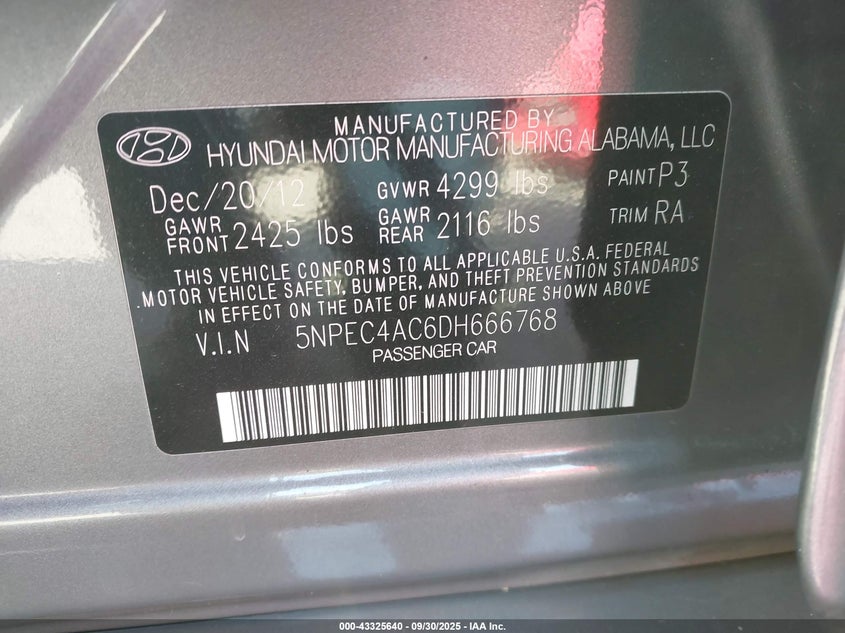 MANUFACTURED BY
HYUNDAI MOTOR MANUFACTURING ALABAMA, LLC
Dec/20/12 GVWR 4299 lbs PAINT P3
GAWR FRONT 2425 lbs GAWR REAR 2116 lbs TRIM RA
THIS VEHICLE CONFORMS TO ALL APPLICABLE U.S.A. FEDERAL
MOTOR VEHICLE SAFETY, BUMPER, AND THEFT PREVENTION STANDARDS
IN EFFECT ON THE DATE OF MANUFACTURE SHOWN ABOVE
V.I.N 5NPEC4AC6DH666768
PASSENGER CAR
000-43325640 - 09/30/2025 - IAA Inc.